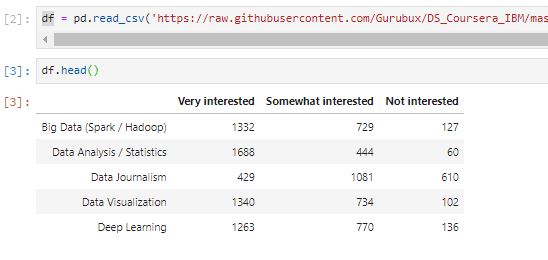 [2]: df = pd.read_csv('https://raw.githubusercontent.com/Gurubux/DS_Coursera_IBM/mas
[3]: df.head()
[3]:
Very interested Somewhat interested Not interested
Big Data (Spark / Hadoop) 1332 729 127
Data Analysis / Statistics 1688 444 60
Data Journalism 429 1081 610
Data Visualization 1340 734 102
Deep Learning 1263 770 136